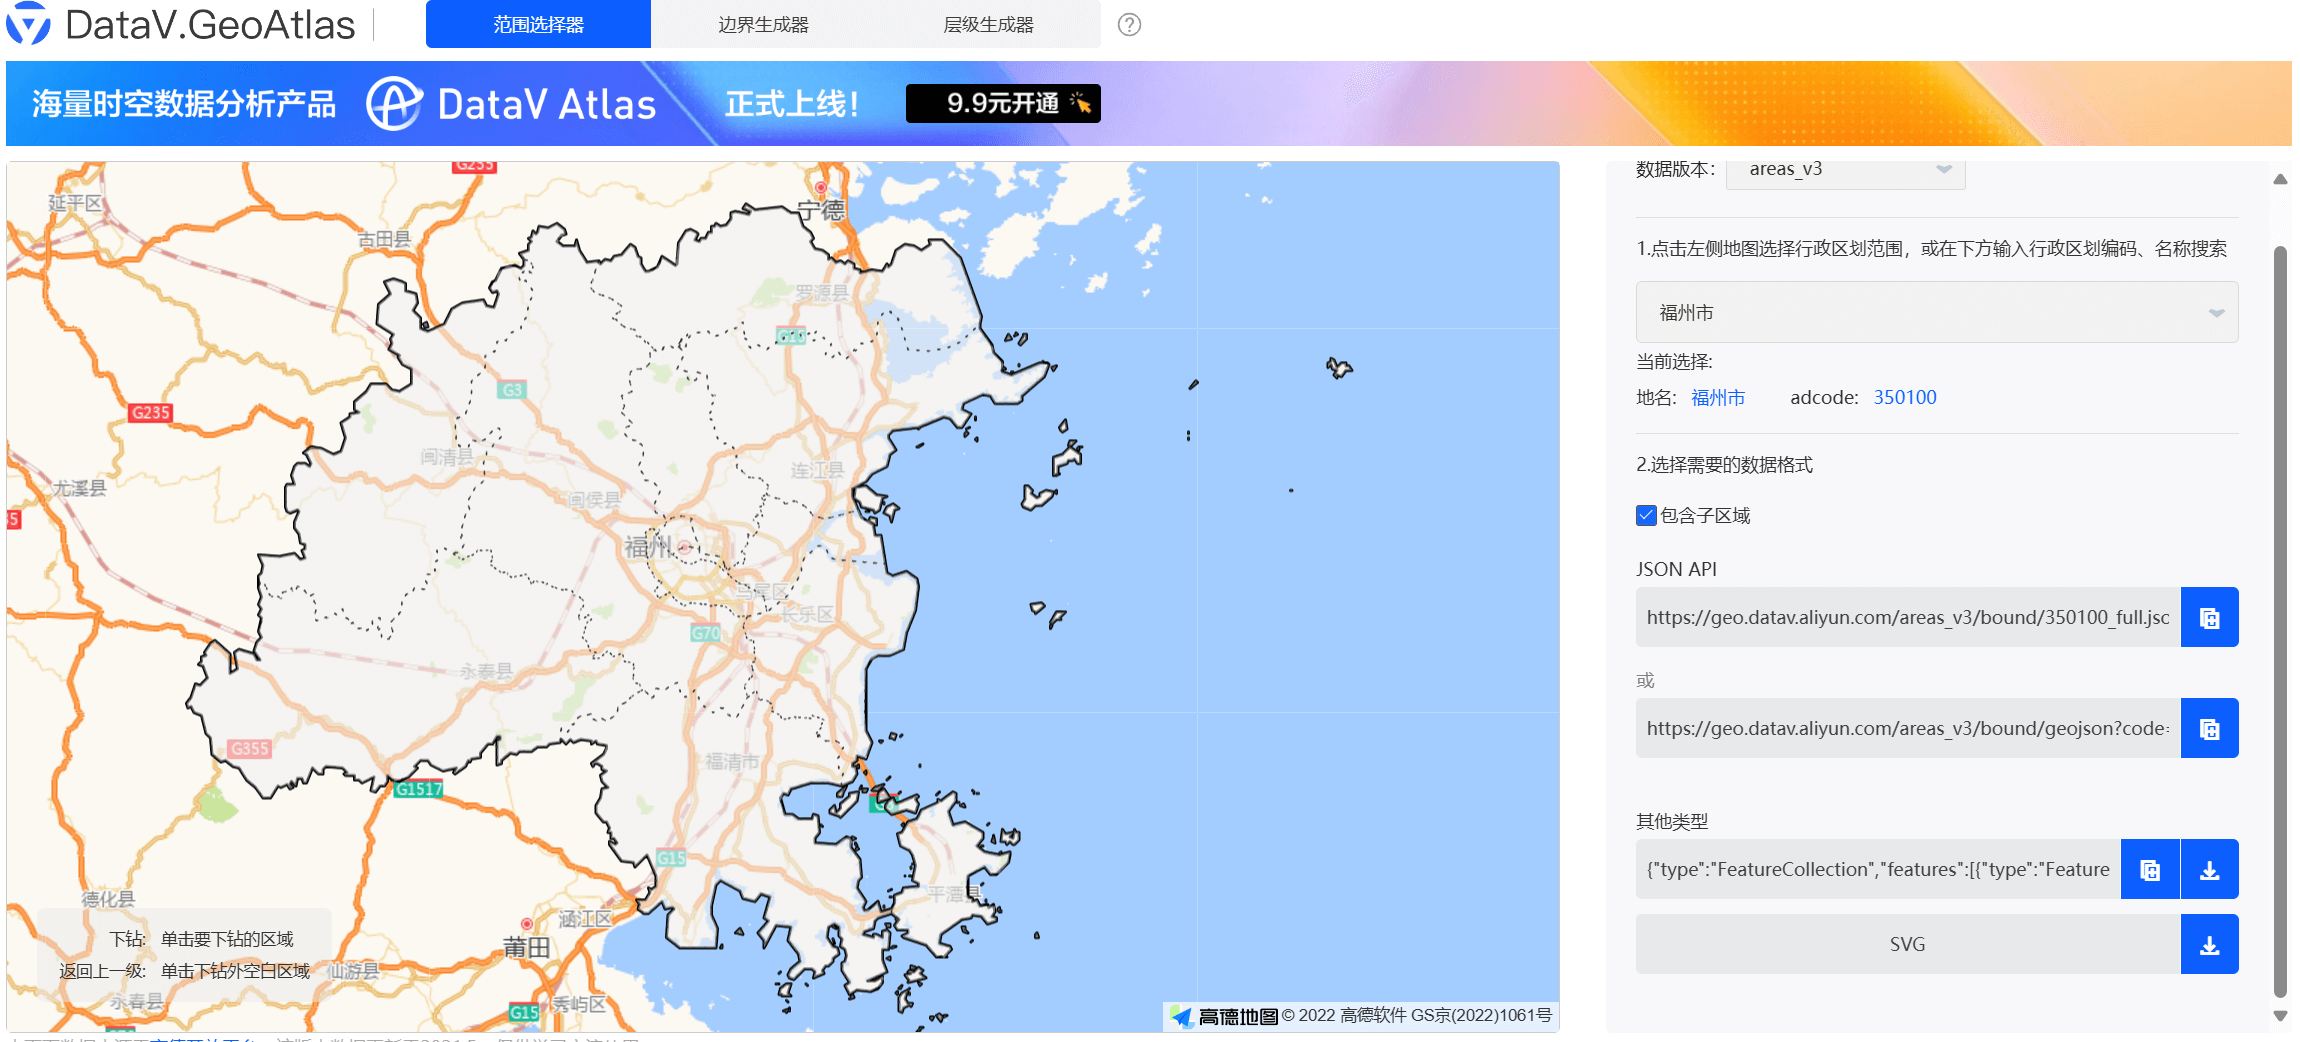 DataV.GeoAtlas
范围选择器
边界生成器
层级生成器
?
海量时空数据分析产品
DataV Atlas
正式上线!
9.9元开通
G235
延平区
宁德
古田县
罗源县
G10
G3
G235
闽清县
连江县
尤溪县
闽侯县
35
福州
马尾区
长乐区
G70
永泰县
G355
福清市
G1517
G15
平潭县
德化县
涵江区
莆田
仙游县
永春县
秀屿区
G15
下钻: 单击要下钻的区域
返回上一级: 单击下钻外空白区域
高德地图 © 2022 高德软件 GS京(2022)1061号
数据版本: areas_v3
1.点击左侧地图选择行政区划范围，或在下方输入行政区划编码、名称搜索
福州市
当前选择:
地名: 福州市 adcode: 350100
2.选择需要的数据格式
包含子区域
JSON API
https://geo.datav.aliyun.com/areas_v3/bound/350100_full.jsc
或
https://geo.datav.aliyun.com/areas_v3/bound/geojson?code=
其他类型
{"type":"FeatureCollection","features":[{"type":"Feature
SVG